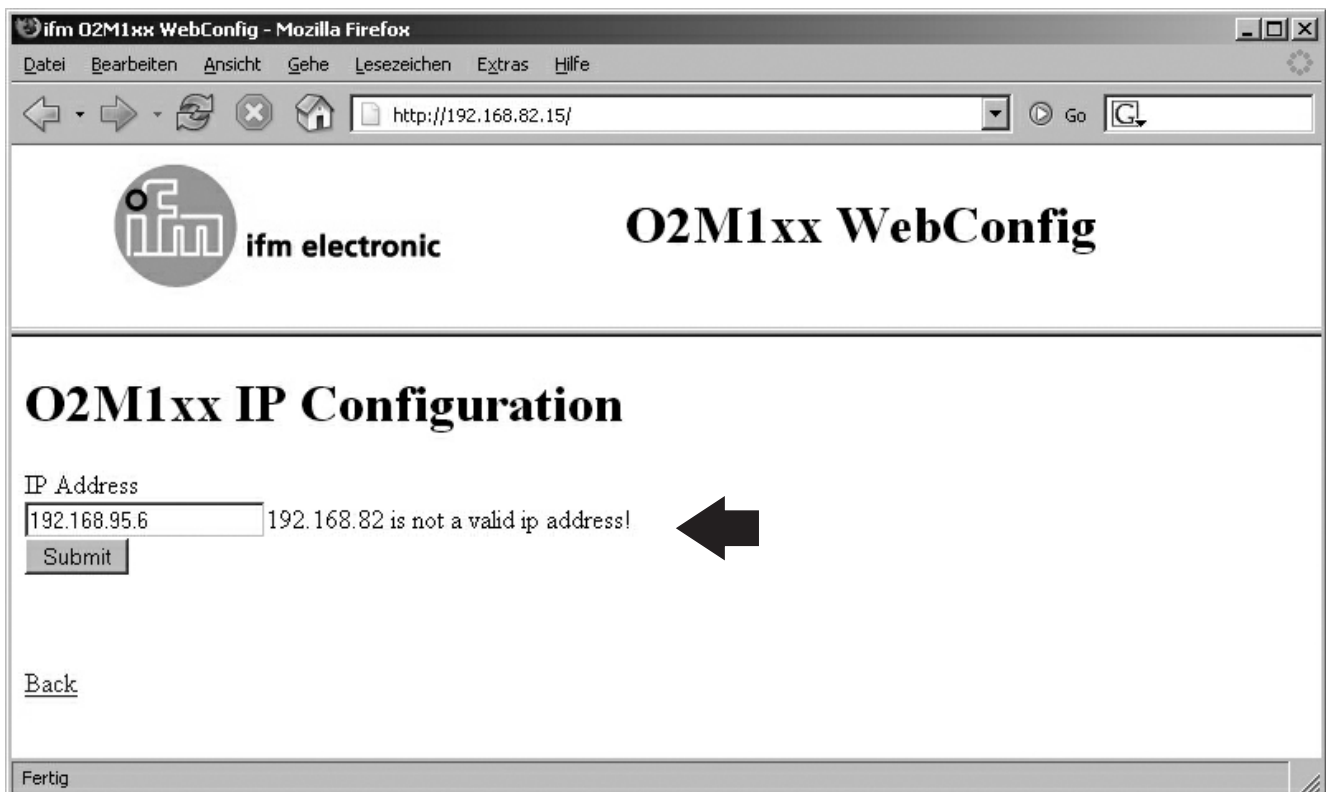 ifm O2M1xx WebConfig - Mozilla Firefox
Datei Bearbeiten Ansicht Gehe Lesezeichen Extras Hilfe
http://192.168.82.15/ Go G
ifm
ifm electronic
O2M1xx WebConfig
O2M1xx IP Configuration
IP Address
192.168.95.6 192.168.82 is not a valid ip address!
Submit
Back
Fertig